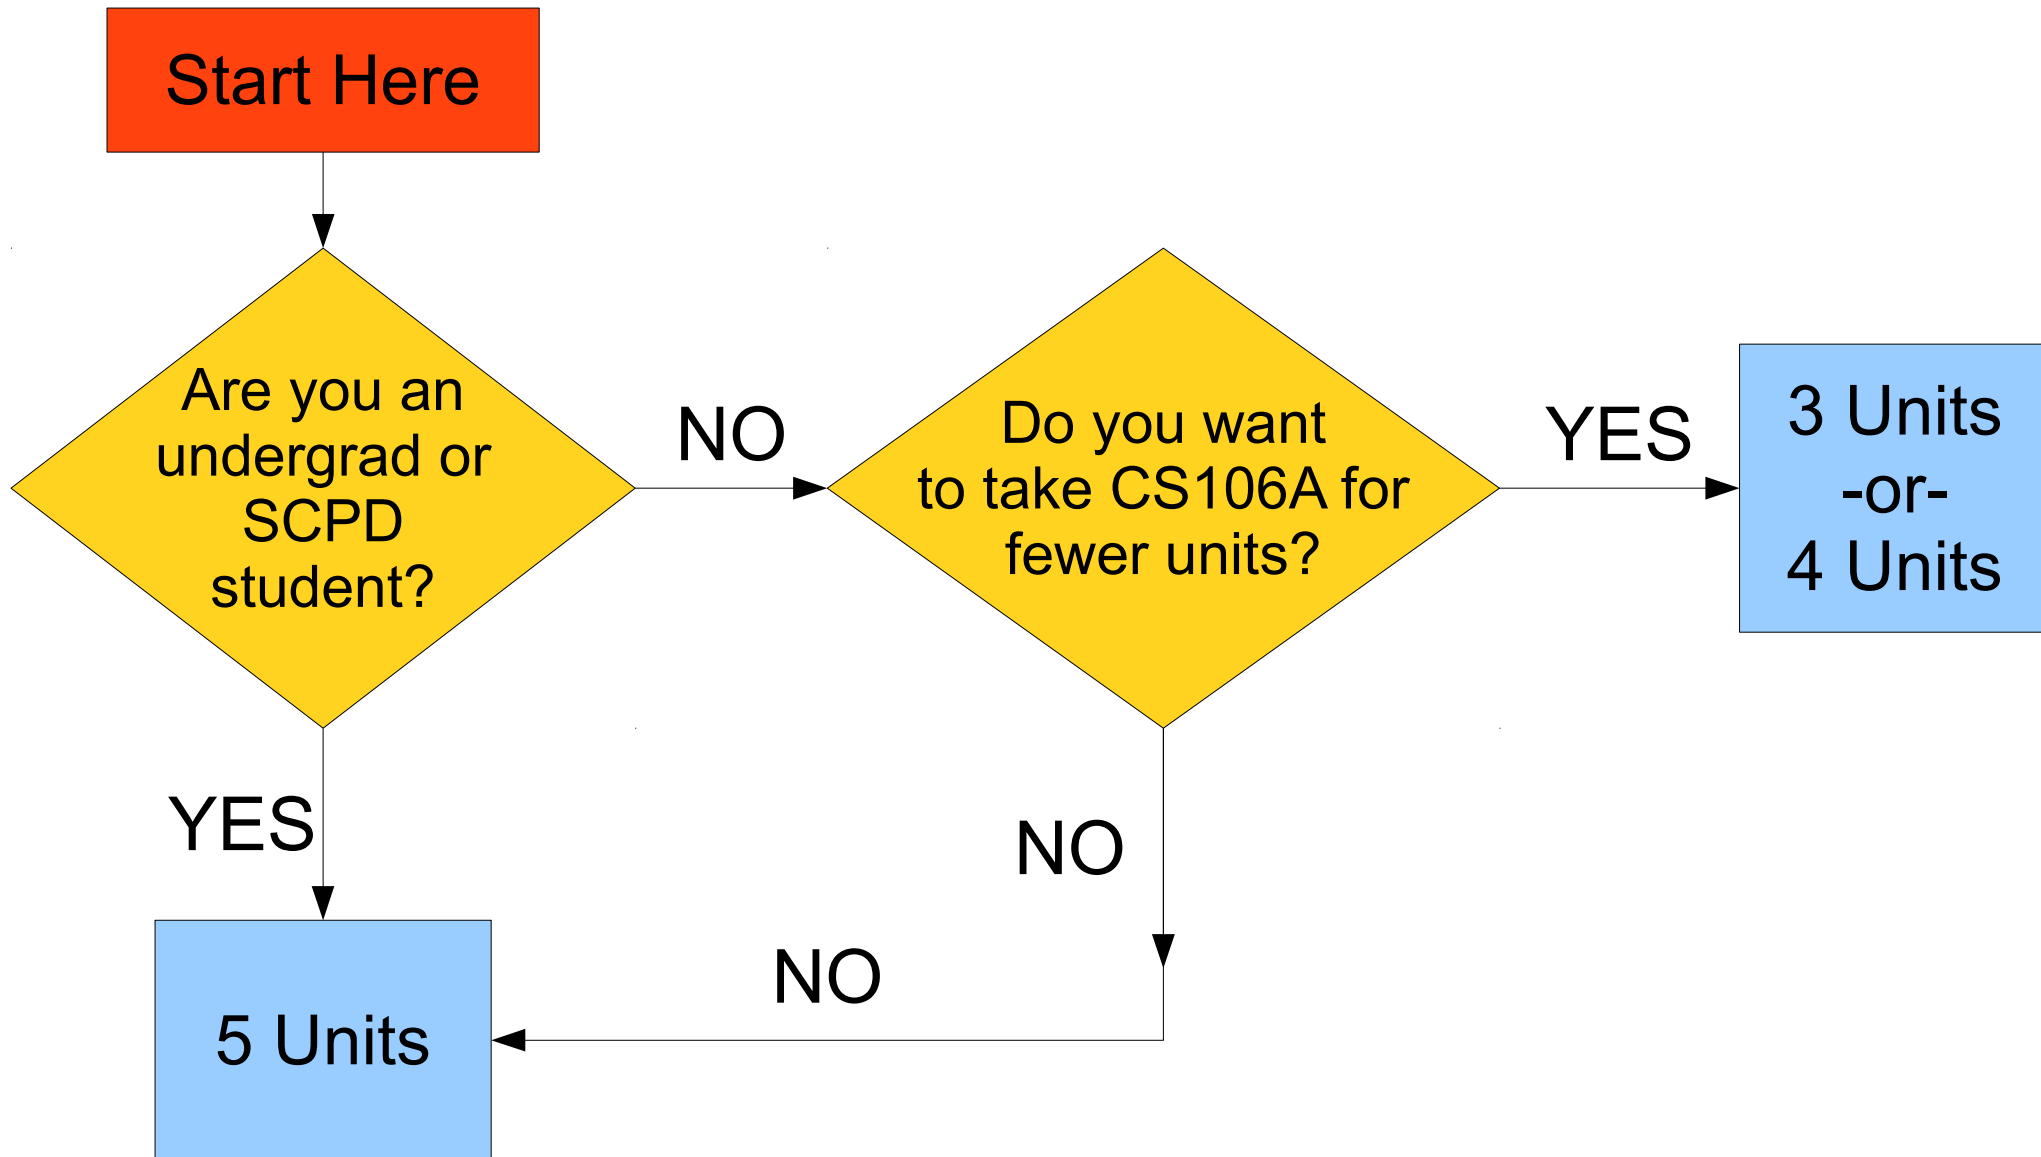 Start Here
Are you an
undergrad or
SCPD
student?
NO
Do you want
to take CS106A for
fewer units?
YES
3 Units
-or-
4 Units
YES
NO
NO
5 Units